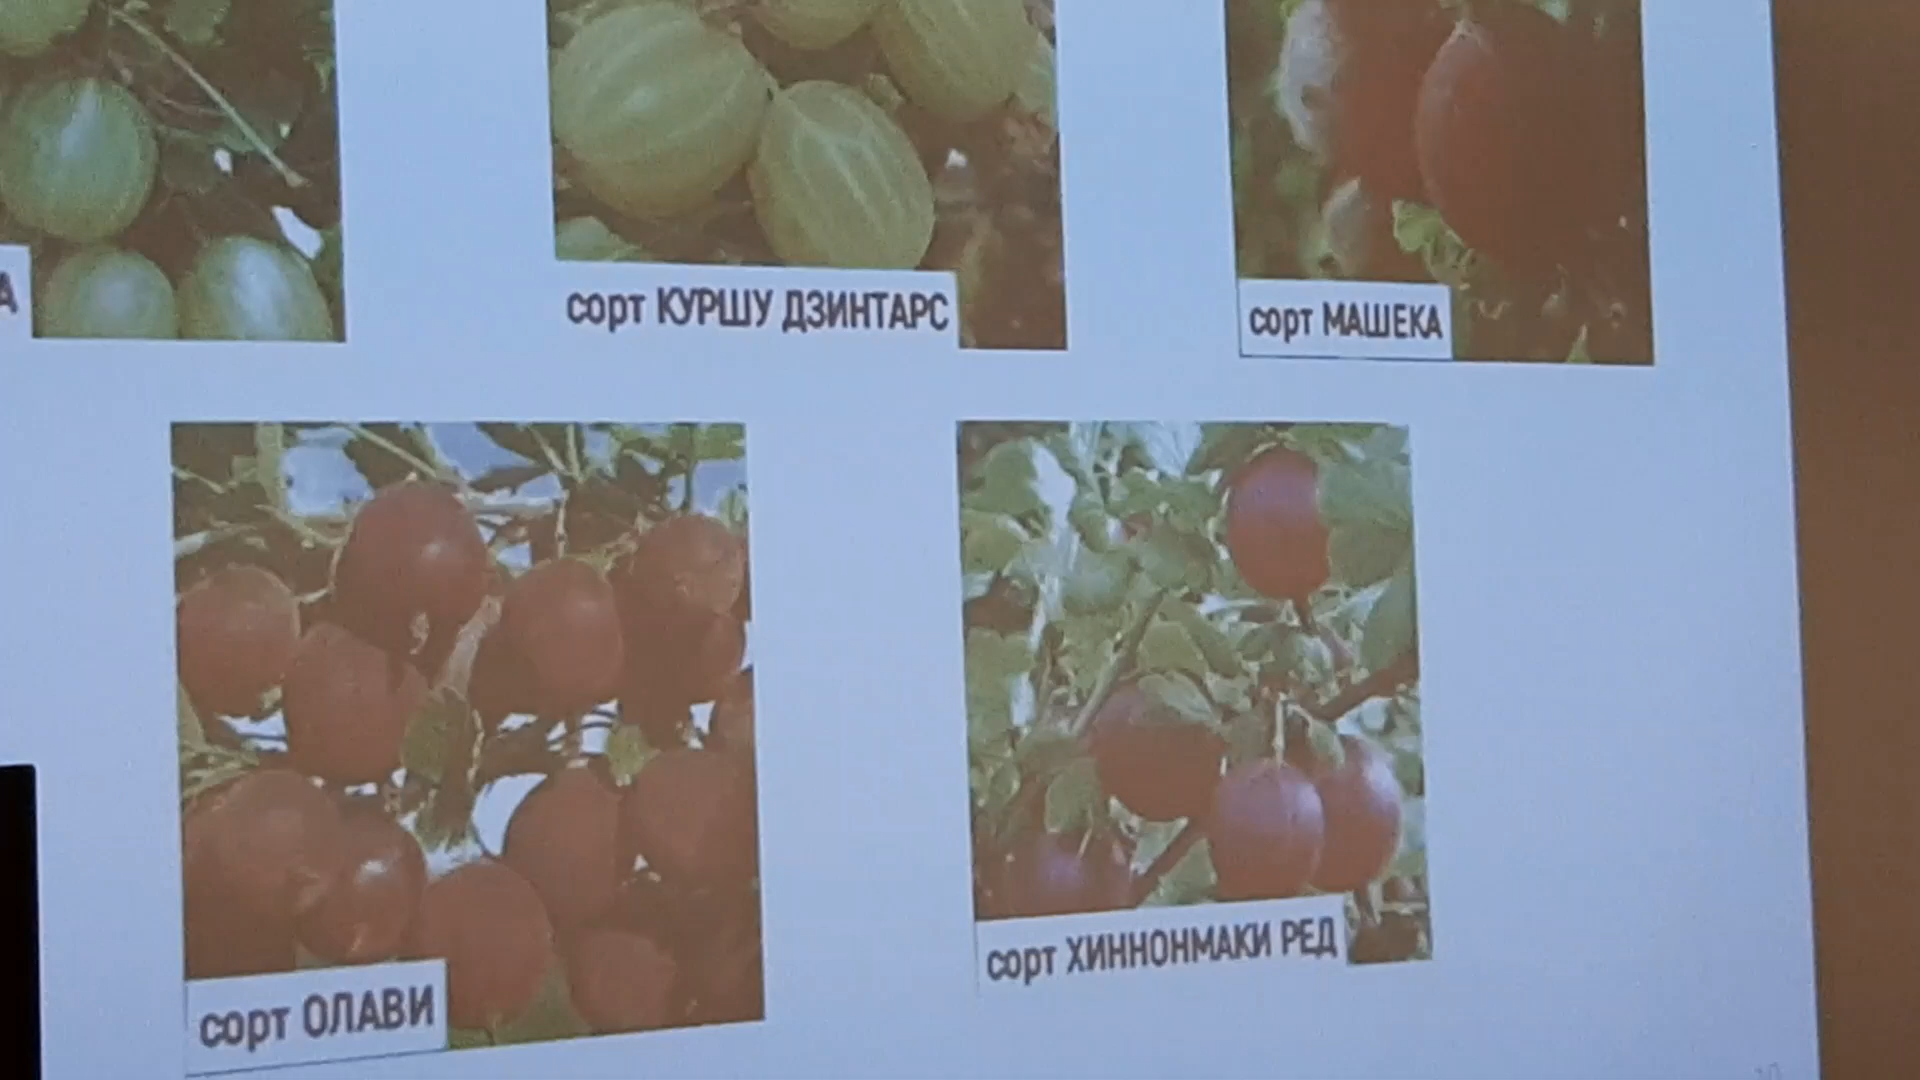 сорт КУРШУ ДЗИНТАРС
сорт МАШЕКА
сорт ОЛАВИ
сорт ХИННОНМАКИ РЕД